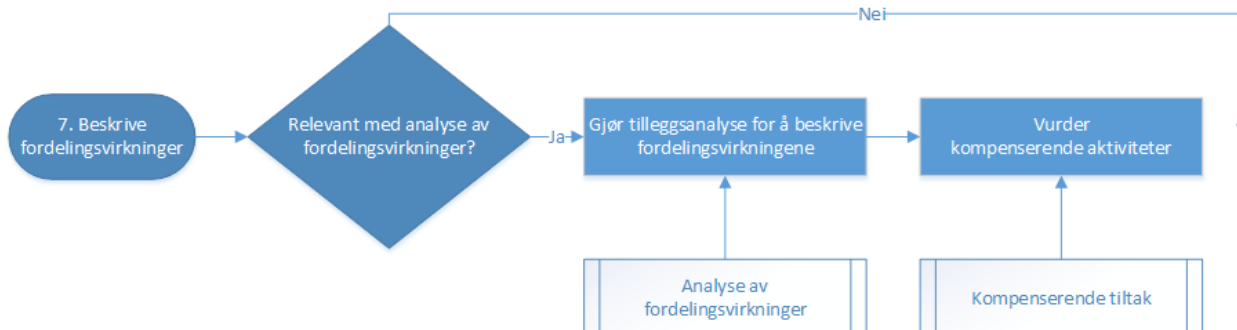 Nei
7. Beskrive
fordelingsvirkninger
Relevant med analyse av
fordelingsvirkninger?
Ja
Gjør tilleggsanalyse for å beskrive
fordelingsvirkningene
Vurder
kompenserende aktiviteter
Analyse av
fordelingsvirkninger
Kompenserende tiltak